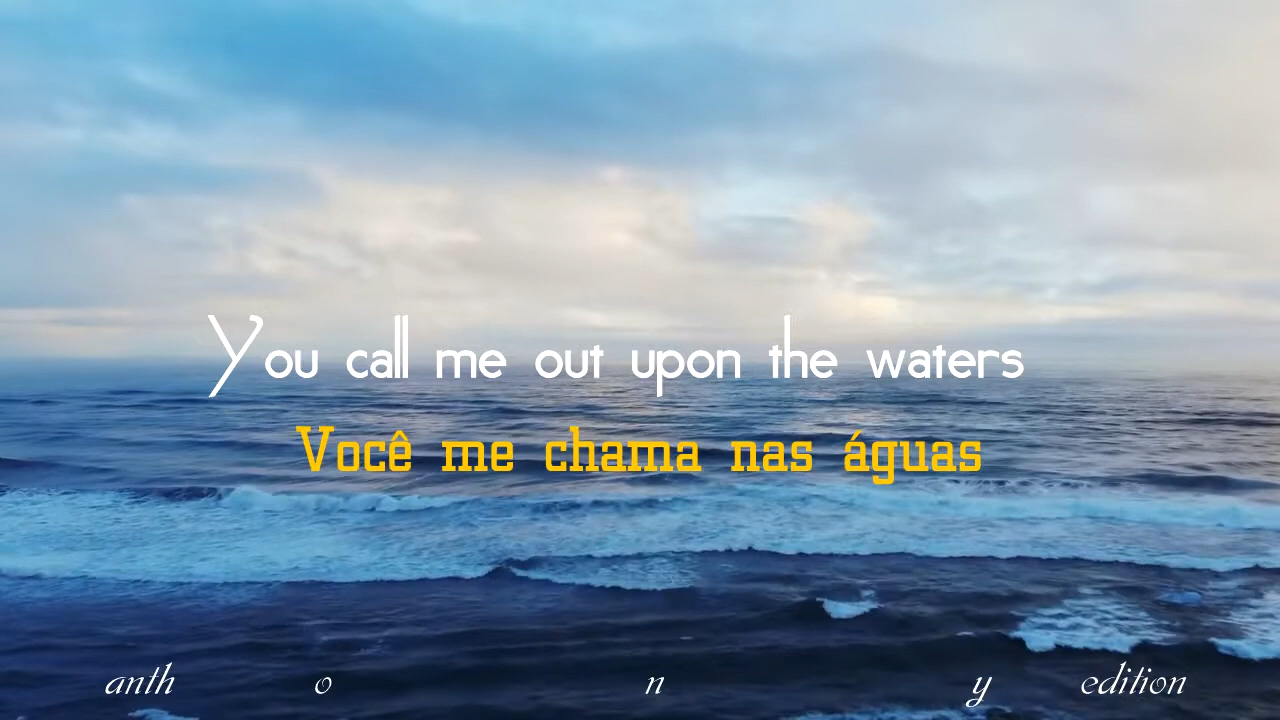 You call me out upon the waters
Você me chama nas águas
anth o n y edition